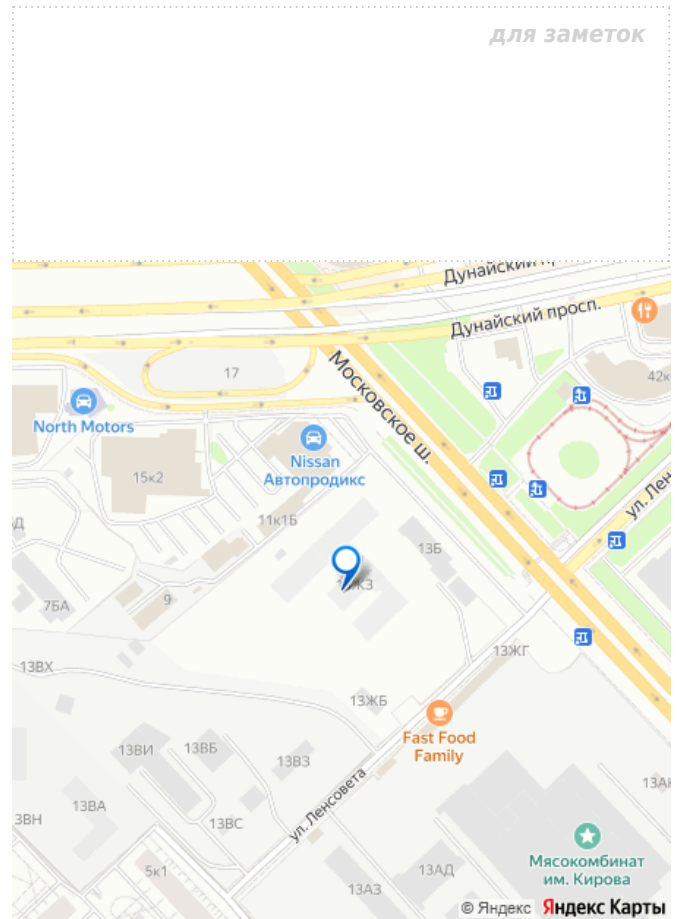 для заметок
Дунайский
Дунайский просп.
17
Московское ш.
42к
North Motors
Nissan
Автопродикс
15к2
ул. Лен
11к1Б
13Б
7БА
9
13ВХ
13ЖГ
13ЖБ
Fast Food
Family
13ВИ
13ВБ
13ВЗ
3ВН
13ВА
13ВС
ул. Ленсовета
5к1
13АЗ
13АД
Мясокомбинат
им. Кирова
© Яндекс Яндекс Карты